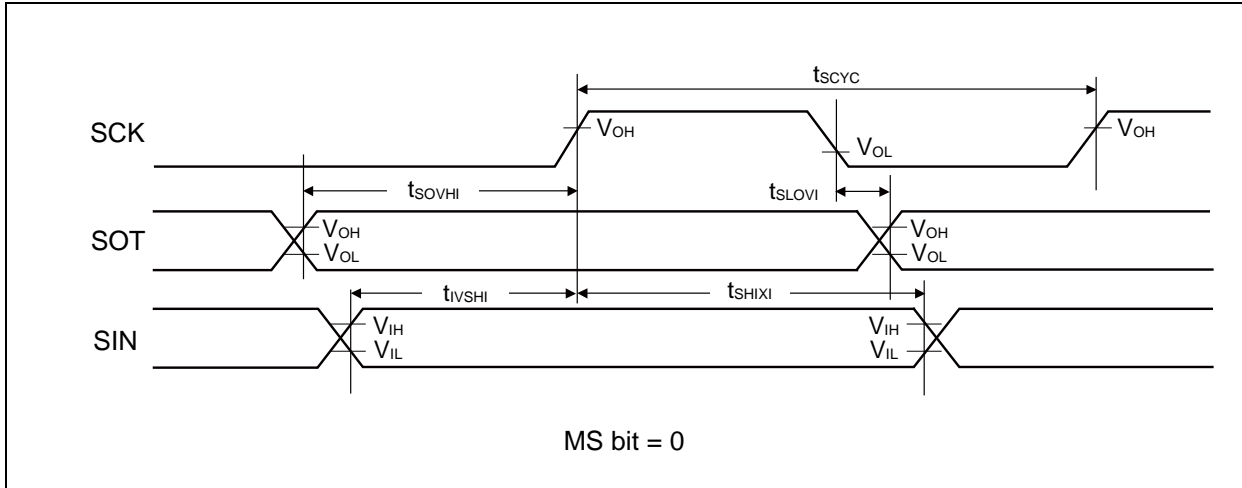 tSCYC
SCK
VOH
VOL
VOH
tSOVHI
tSLOVI
SOT
VOH
VOL
VOH
VOL
tIVSHI
tSHIXI
SIN
VIH
VIL
VIH
VIL
MS bit = 0